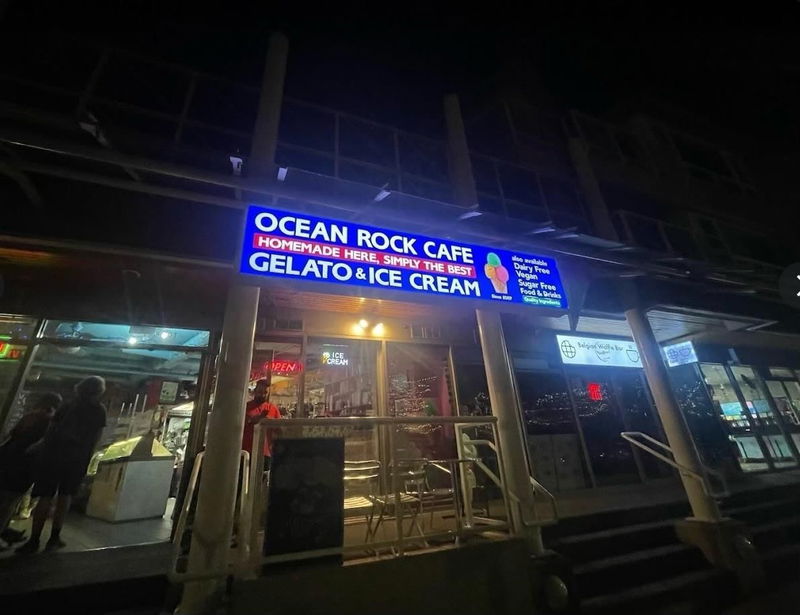 OCEAN ROCK CAFE
HOMEMADE HERE, SIMPLY THE BEST
GELATO & ICE CREAM
also available
Dairy Free
Vegan
Sugar Free
Food & Drinks
Quality Ingredients
OPEN
ICE
CREAM
Belgian Waffle Bar